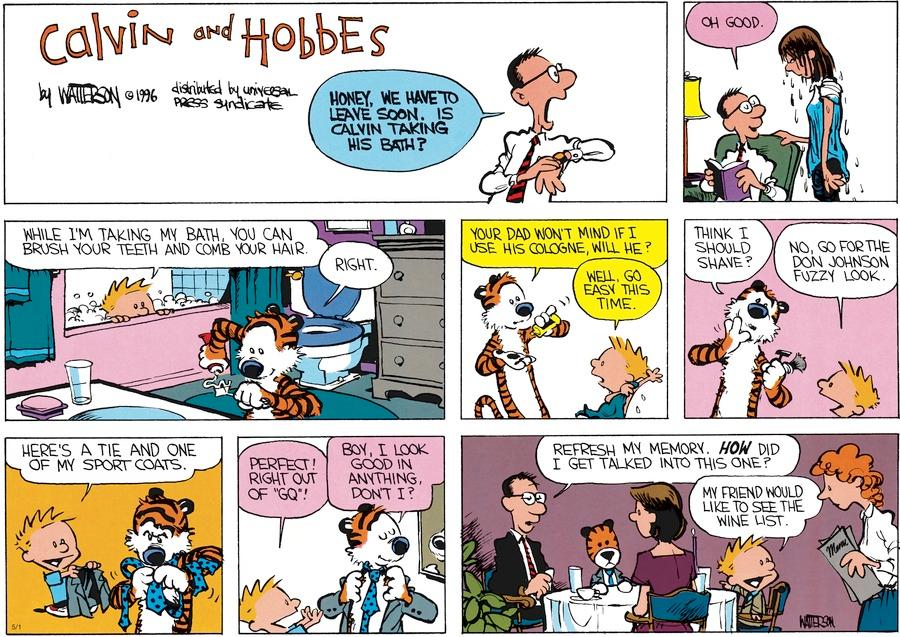 Calvin and Hobbes
by WATTERSON © 1996
distributed by universal
press syndicate
HONEY, WE HAVE TO
LEAVE SOON. IS
CALVIN TAKING
HIS BATH?
OH GOOD.
WHILE I'M TAKING MY BATH, YOU CAN
BRUSH YOUR TEETH AND COMB YOUR HAIR.
RIGHT.
YOUR DAD WON'T MIND IF I
USE HIS COLOGNE, WILL HE?
WELL, GO
EASY THIS
TIME.
THINK I
SHOULD
SHAVE?
NO, GO FOR THE
DON JOHNSON
FUZZY LOOK.
HERE'S A TIE AND ONE
OF MY SPORT COATS.
5/1
PERFECT!
RIGHT OUT
OF "GQ"!
BOY, I LOOK
GOOD IN
ANYTHING,
DON'T I?
REFRESH MY MEMORY. HOW DID
I GET TALKED INTO THIS ONE?
MY FRIEND WOULD
LIKE TO SEE THE
WINE LIST.
Menu
WATTERSON